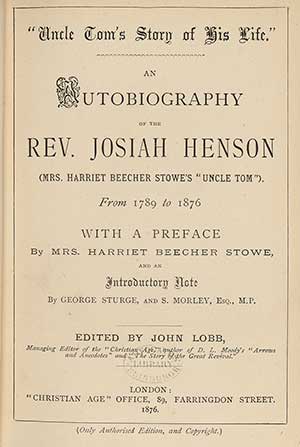 "Uncle Tom's Story of His Life."
AN
AUTOBIOGRAPHY
OF THE
REV. JOSIAH HENSON
(MRS. HARRIET BEECHER STOWE'S "UNCLE TOM").
From 1789 to 1876
WITH A PREFACE
BY MRS. HARRIET BEECHER STOWE,
AND AN
Introductory Note
BY GEORGE STURGE, AND S. MORLEY, ESQ., M.P.
EDITED BY JOHN LOBB,
Managing Editor of the "Christian Age," author of D. L. Moody's "Arrows
and Anecdotes" and "The Story of the Great Revival."
LIBRARY
LONDON:
"CHRISTIAN AGE" OFFICE, 89, FARRINGDON STREET.
1876.
(Only Authorised Edition, and Copyright.)